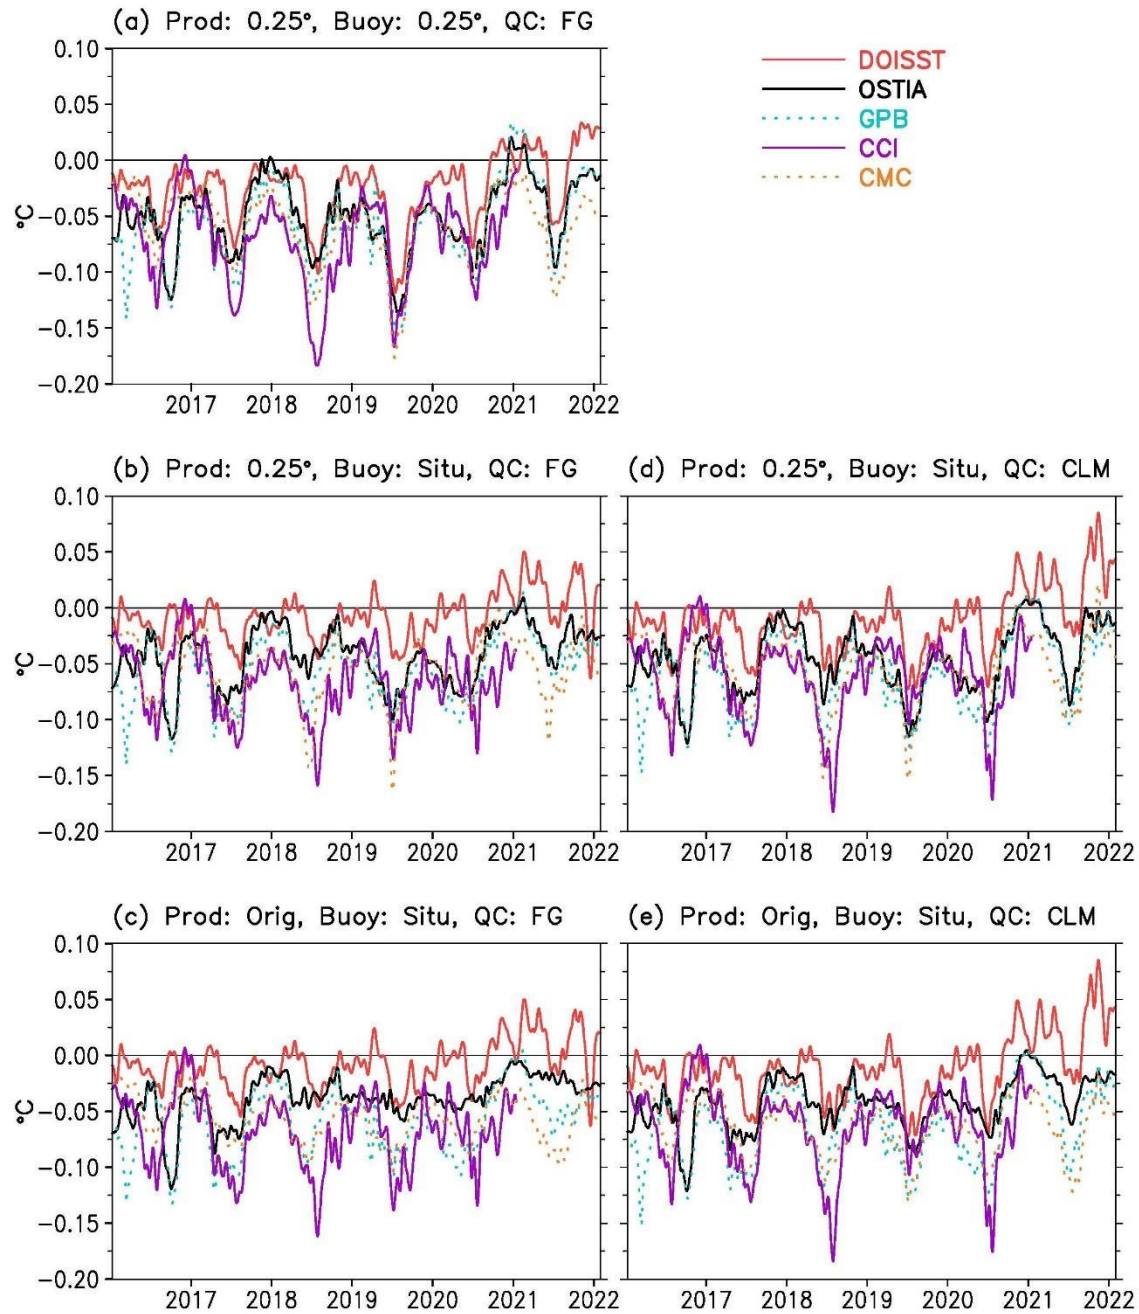 (a) Prod: 0.25°, Buoy: 0.25°, QC: FG
0.10
0.05
0.00
−0.05
−0.10
−0.15
−0.20
°C
2017 2018 2019 2020 2021 2022
DOISST
OSTIA
GPB
CCI
CMC
(b) Prod: 0.25°, Buoy: Situ, QC: FG
0.10
0.05
0.00
−0.05
−0.10
−0.15
−0.20
°C
2017 2018 2019 2020 2021 2022
(d) Prod: 0.25°, Buoy: Situ, QC: CLM
2017 2018 2019 2020 2021 2022
(c) Prod: Orig, Buoy: Situ, QC: FG
0.10
0.05
0.00
−0.05
−0.10
−0.15
−0.20
°C
2017 2018 2019 2020 2021 2022
(e) Prod: Orig, Buoy: Situ, QC: CLM
2017 2018 2019 2020 2021 2022